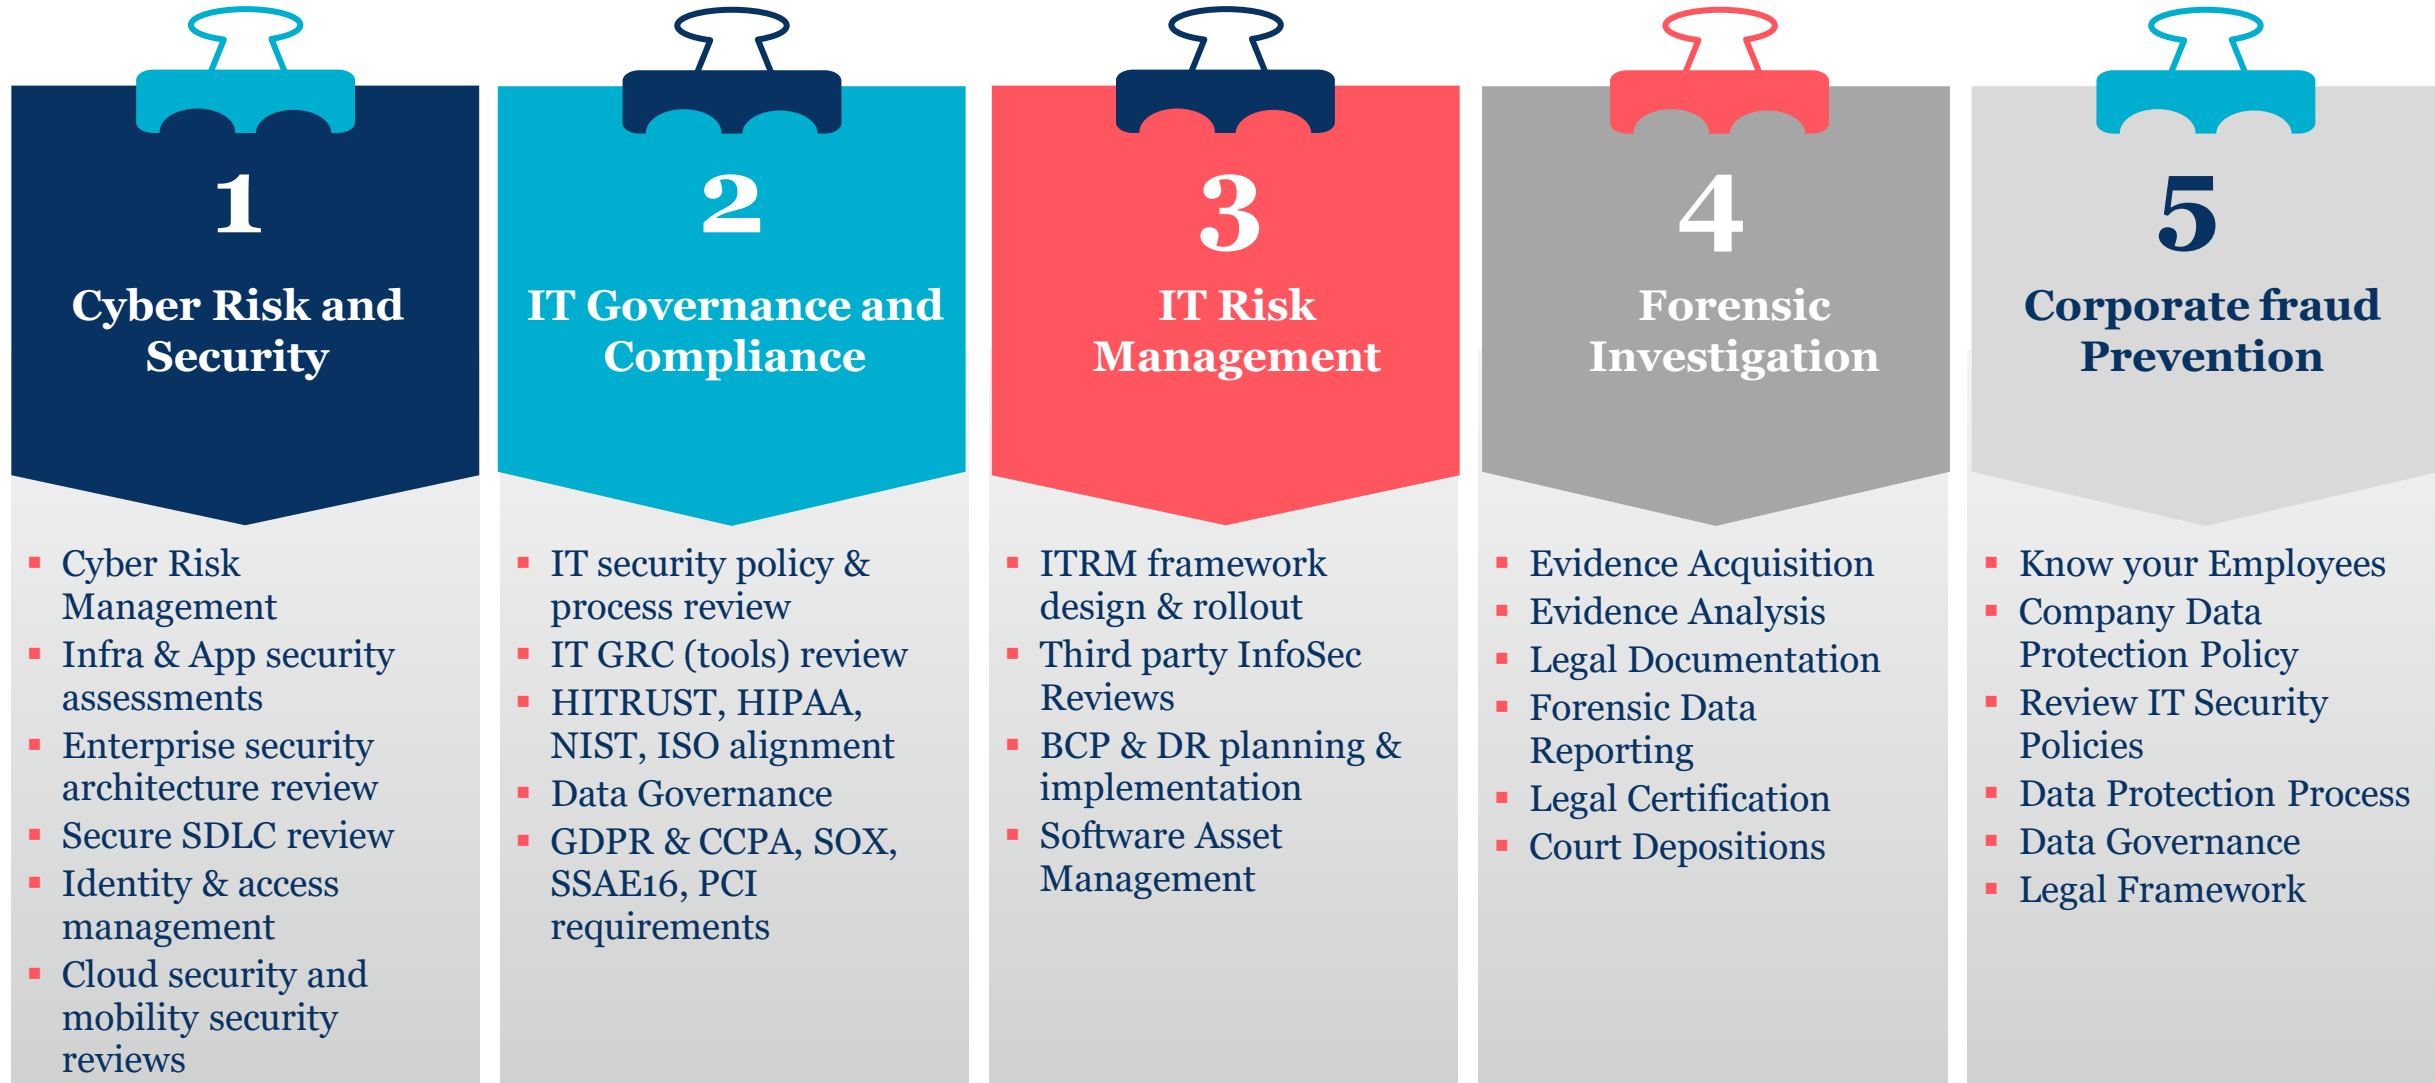 1
Cyber Risk and
Security
▪ Cyber Risk
Management
▪ Infra & App security
assessments
▪ Enterprise security
architecture review
▪ Secure SDLC review
▪ Identity & access
management
▪ Cloud security and
mobility security
reviews
2
IT Governance and
Compliance
▪ IT security policy &
process review
▪ IT GRC (tools) review
▪ HITRUST, HIPAA,
NIST, ISO alignment
▪ Data Governance
▪ GDPR & CCPA, SOX,
SSAE16, PCI
requirements
3
IT Risk
Management
▪ ITRM framework
design & rollout
▪ Third party InfoSec
Reviews
▪ BCP & DR planning &
implementation
▪ Software Asset
Management
4
Forensic
Investigation
▪ Evidence Acquisition
▪ Evidence Analysis
▪ Legal Documentation
▪ Forensic Data
Reporting
▪ Legal Certification
▪ Court Depositions
5
Corporate fraud
Prevention
▪ Know your Employees
▪ Company Data
Protection Policy
▪ Review IT Security
Policies
▪ Data Protection Process
▪ Data Governance
▪ Legal Framework